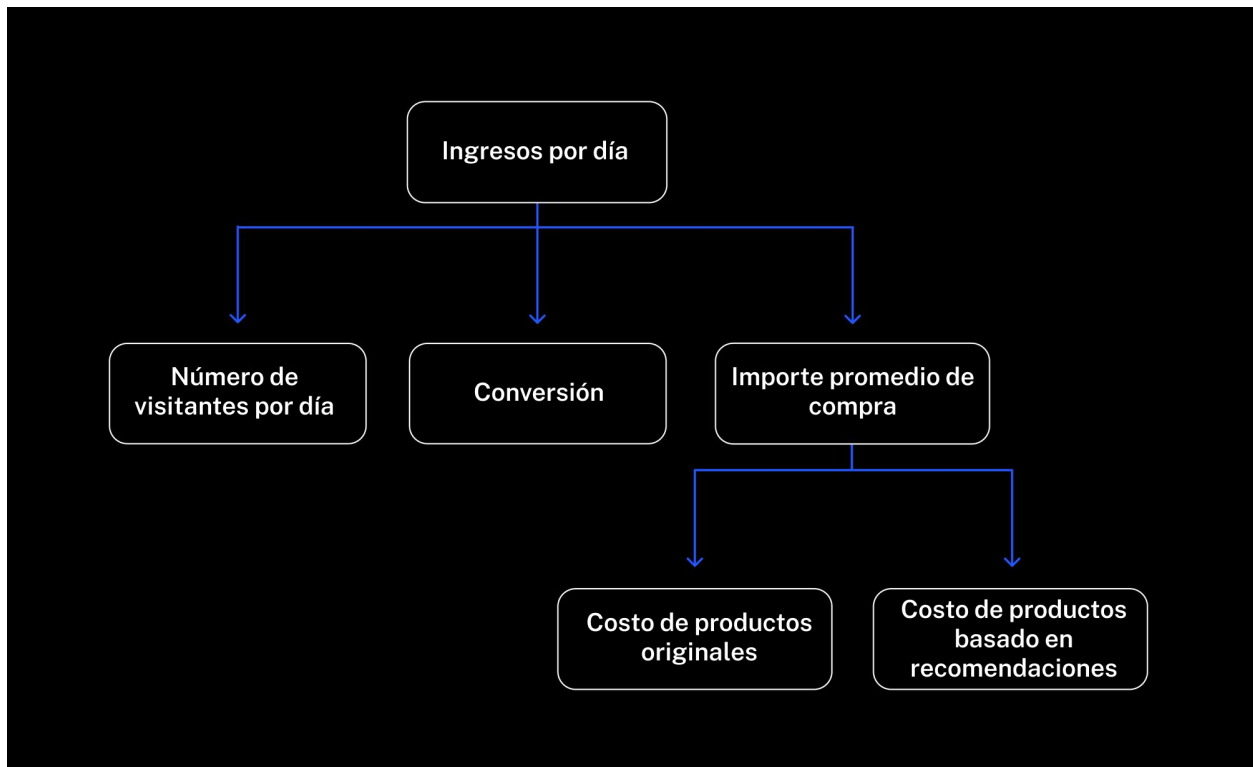 Ingresos por día
Número de
visitantes por día
Conversión
Importe promedio de
compra
Costo de productos
originales
Costo de productos
basado en
recomendaciones